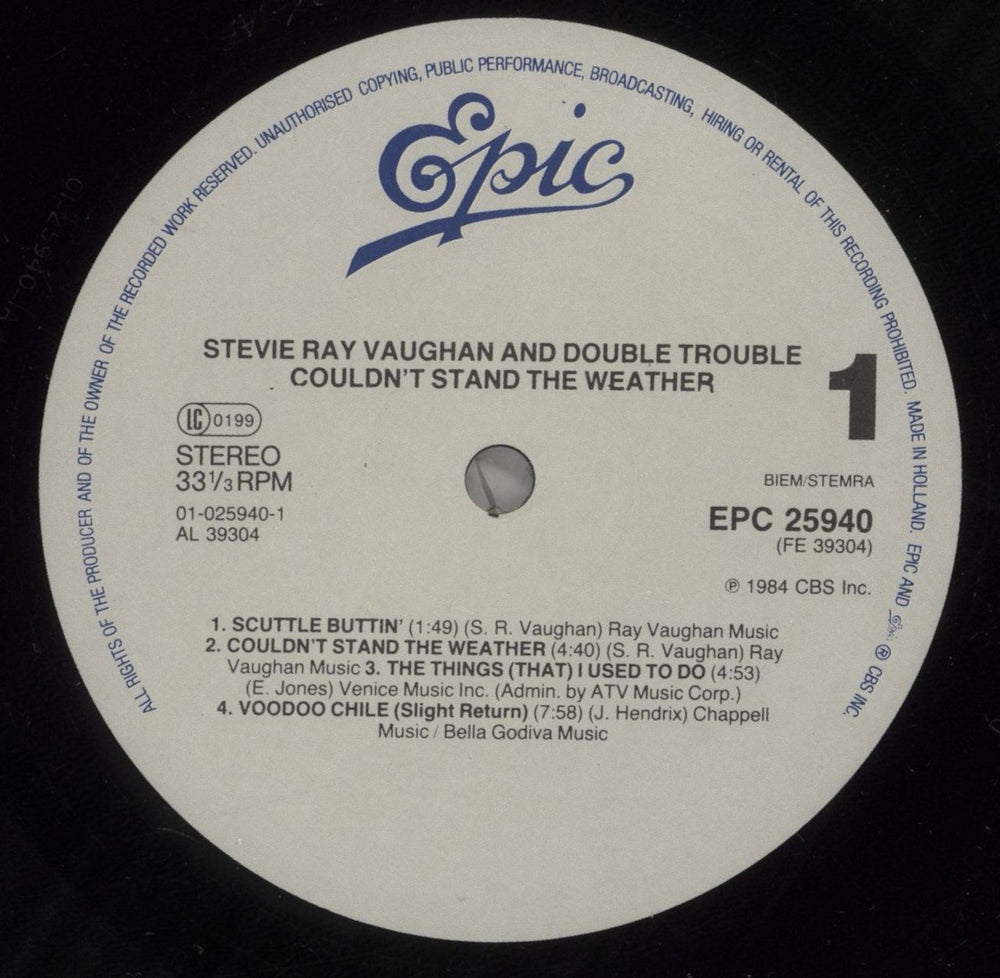 ALL RIGHTS OF THE PRODUCER AND OF THE OWNER OF THE RECORDED WORK RESERVED. UNAUTHORISED COPYING, PUBLIC PERFORMANCE, BROADCASTING, HIRING OR RENTAL OF THIS RECORDING PROHIBITED. MADE IN HOLLAND. EPIC AND Epic ® CBS INC.
Epic
STEVIE RAY VAUGHAN AND DOUBLE TROUBLE
COULDN'T STAND THE WEATHER
1
LC 0199
STEREO
33 1/3 RPM
01-025940-1
AL 39304
BIEM/STEMRA
EPC 25940
(FE 39304)
℗ 1984 CBS Inc.
1. SCUTTLE BUTTIN' (1:49) (S. R. Vaughan) Ray Vaughan Music
2. COULDN'T STAND THE WEATHER (4:40) (S. R. Vaughan) Ray
Vaughan Music 3. THE THINGS (THAT) I USED TO DO (4:53)
(E. Jones) Venice Music Inc. (Admin. by ATV Music Corp.)
4. VOODOO CHILE (Slight Return) (7:58) (J. Hendrix) Chappell
Music / Bella Godiva Music